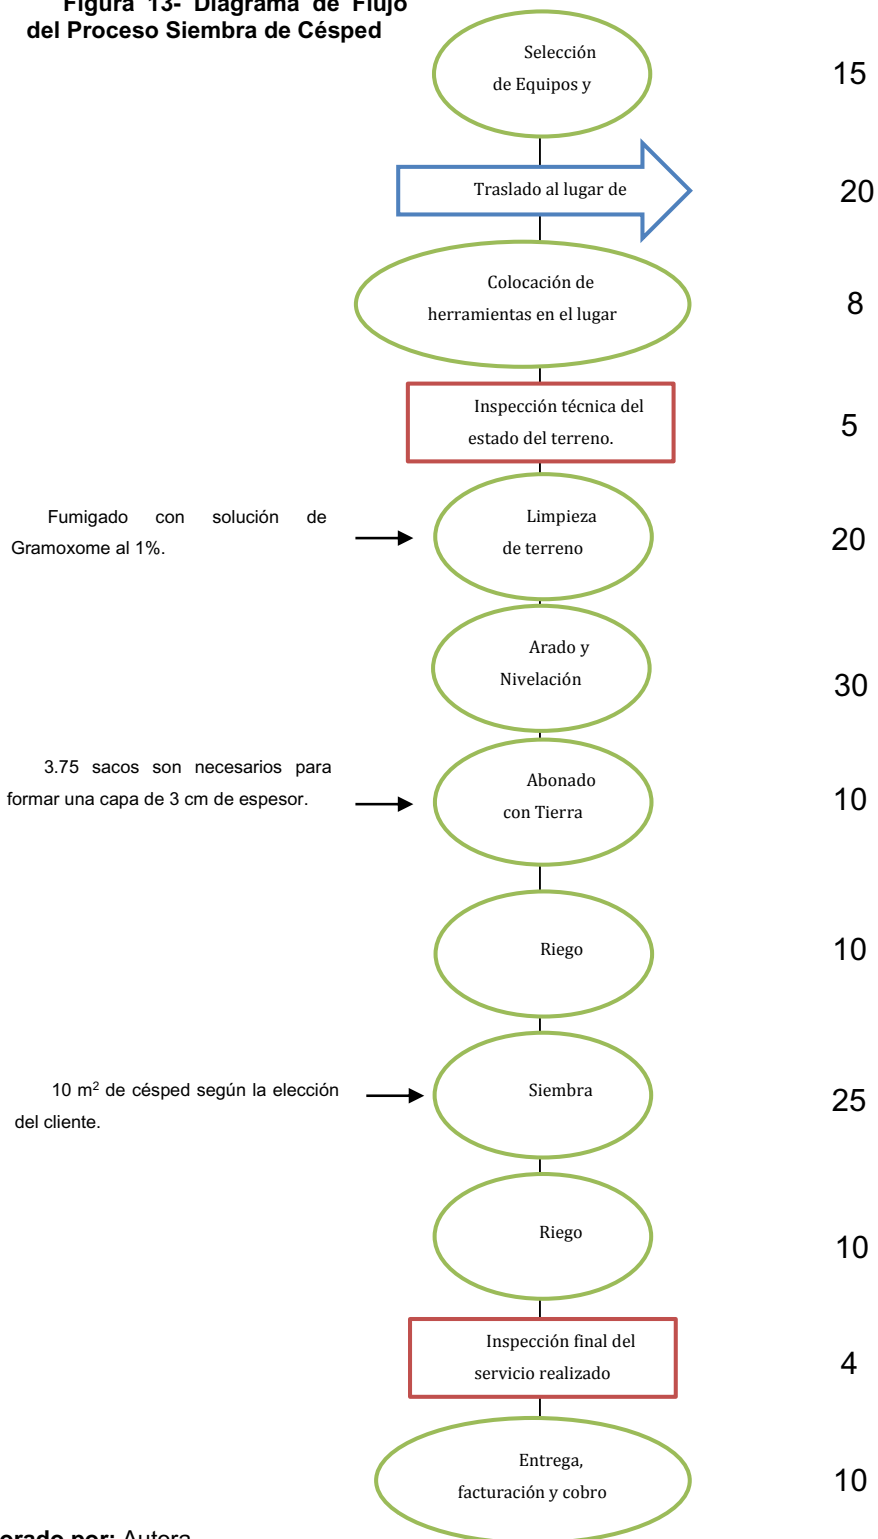 Figura 13- Diagrama de Flujo
del Proceso Siembra de Césped
Selección
de Equipos y
15
Traslado al lugar de
20
Colocación de
herramientas en el lugar
8
Inspección técnica del
estado del terreno.
5
Fumigado con solución de
Gramoxome al 1%.
Limpieza
de terreno
20
Arado y
Nivelación
30
3.75 sacos son necesarios para
formar una capa de 3 cm de espesor.
Abonado
con Tierra
10
Riego
10
10 m² de césped según la elección
del cliente.
Siembra
25
Riego
10
Inspección final del
servicio realizado
4
Entrega,
facturación y cobro
10
orado por: Autora